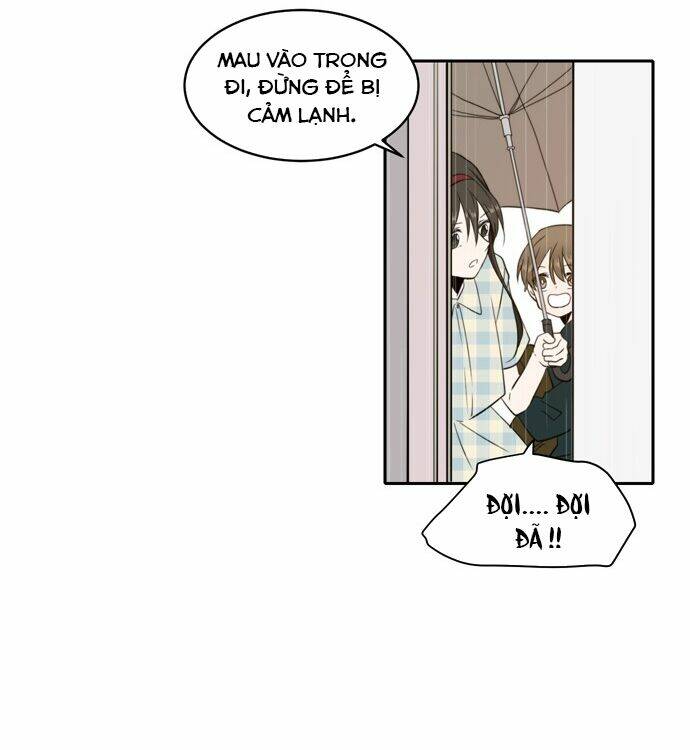 MAU VÀO TRONG
ĐI, ĐỪNG ĐỂ BỊ
CẢM LẠNH.
ĐỢI.... ĐỢI
ĐÃ !!